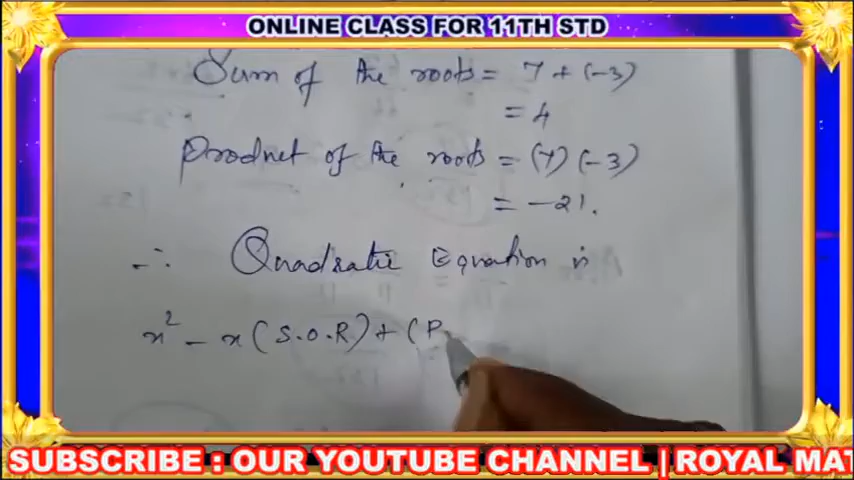 ONLINE CLASS FOR 11TH STD
Sum of the roots = 7 + (-3)
= 4
Product of the roots = (7) (-3)
= -21.
∴ Quadratic Equation is
x² - x (S.O.R) + (P
SUBSCRIBE : OUR YOUTUBE CHANNEL | ROYAL MAT